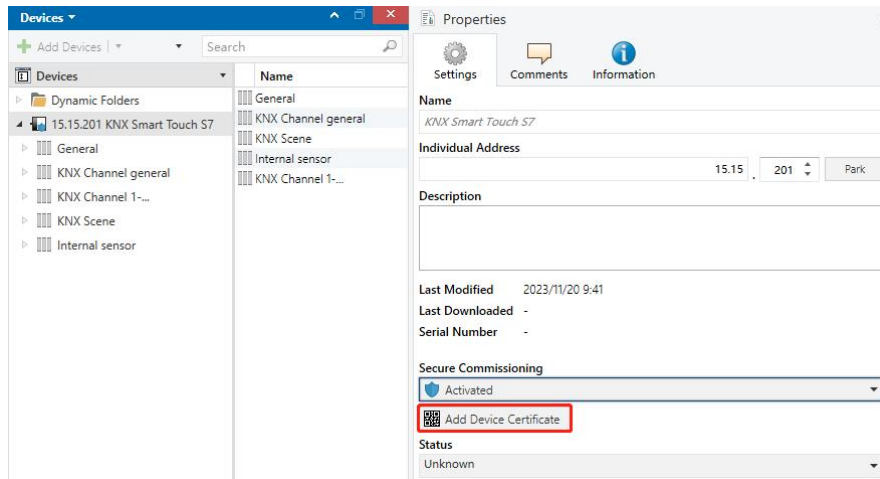 Devices
Add Devices
Search
Devices
Dynamic Folders
15.15.201 KNX Smart Touch S7
General
KNX Channel general
KNX Channel 1-...
KNX Scene
Internal sensor
Name
General
KNX Channel general
KNX Scene
Internal sensor
KNX Channel 1-...
Properties
Settings
Comments
Information
Name
KNX Smart Touch S7
Individual Address
15.15 . 201 Park
Description
Last Modified 2023/11/20 9:41
Last Downloaded -
Serial Number -
Secure Commissioning
Activated
Add Device Certificate
Status
Unknown